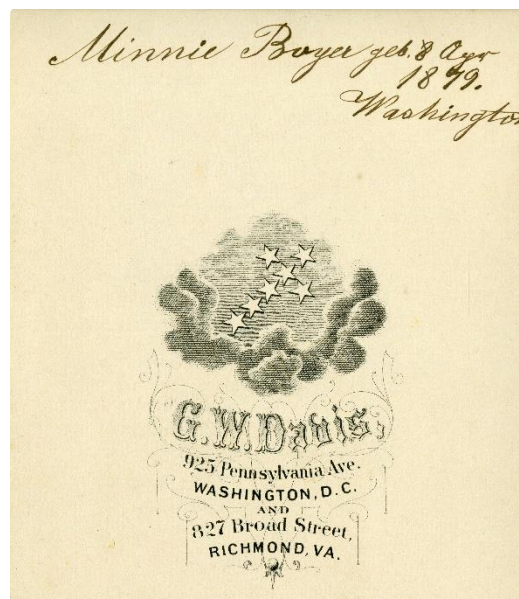 Minnie Boyer geb. 8 Apr
1879.
Washington
G. W. Davis,
925 Pennsylvania Ave.
WASHINGTON, D.C.
AND
827 Broad Street,
RICHMOND, VA.